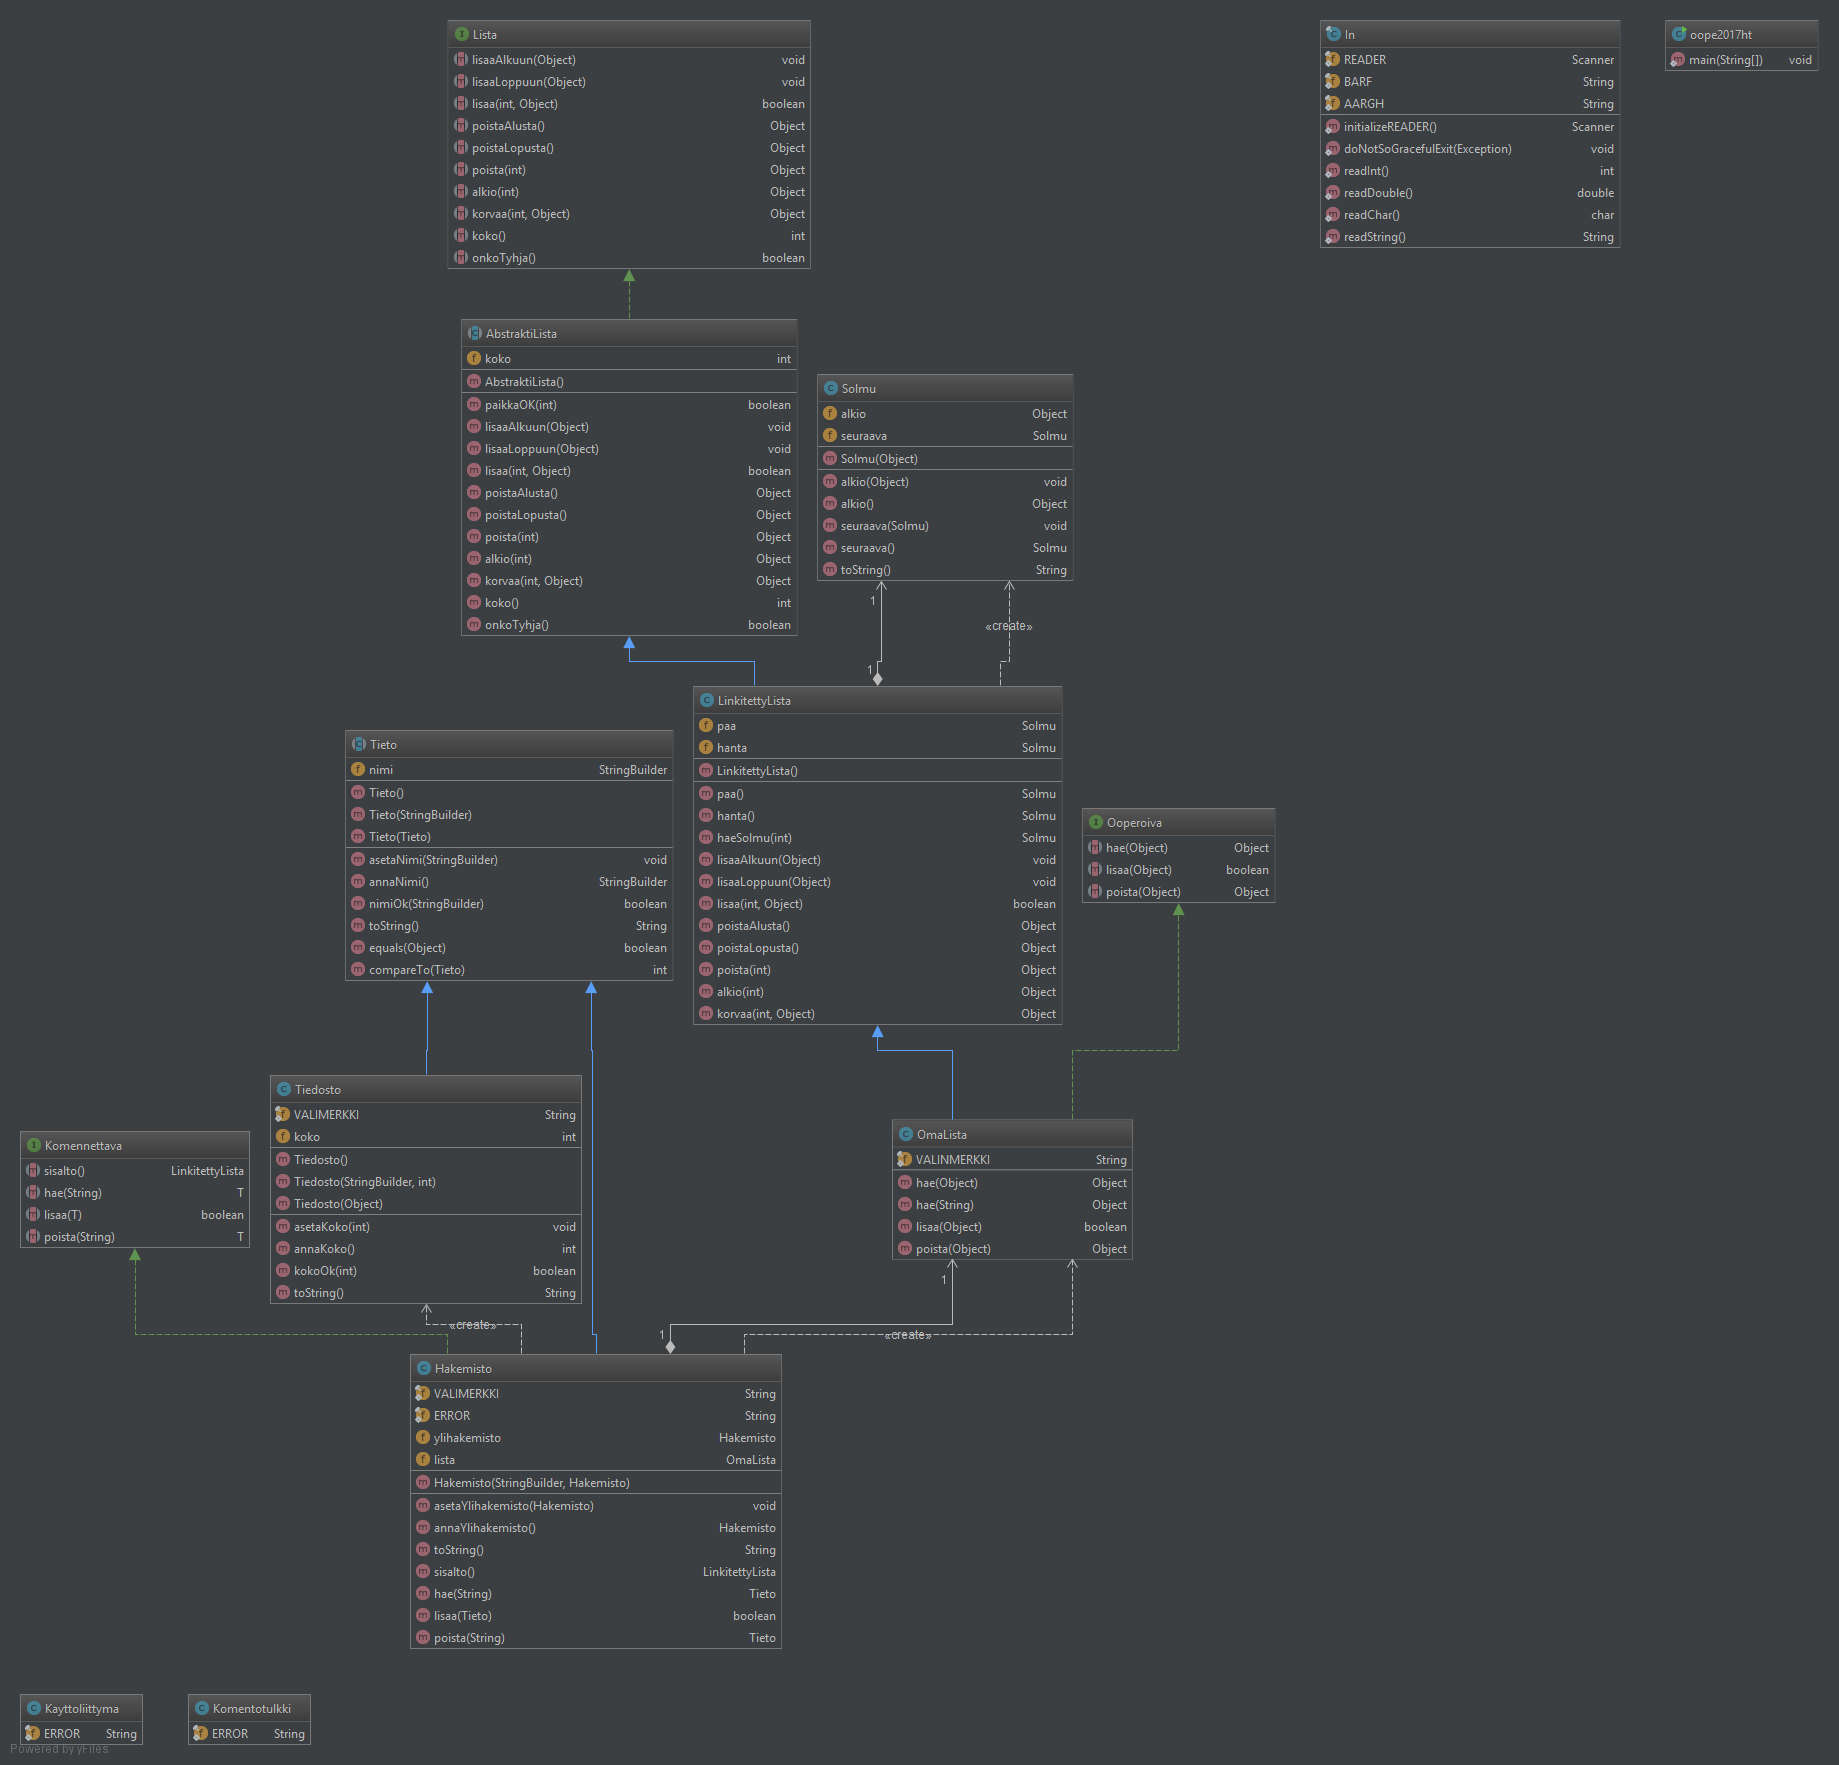 Lista
lisaaAlkuun(Object) void
lisaaLoppuun(Object) void
lisaa(int, Object) boolean
poistaAlusta() Object
poistaLopusta() Object
poista(int) Object
alkio(int) Object
korvaa(int, Object) Object
koko() int
onkoTyhja() boolean
In
READER Scanner
BARF String
AARGH String
initializeREADER() Scanner
doNotSoGracefulExit(Exception) void
readInt() int
readDouble() double
readChar() char
readString() String
oope2017ht
main(String[]) void
AbstraktiLista
koko int
AbstraktiLista()
paikkaOK(int) boolean
lisaaAlkuun(Object) void
lisaaLoppuun(Object) void
lisaa(int, Object) boolean
poistaAlusta() Object
poistaLopusta() Object
poista(int) Object
alkio(int) Object
korvaa(int, Object) Object
koko() int
onkoTyhja() boolean
Solmu
alkio Object
seuraava Solmu
Solmu(Object)
alkio(Object) void
alkio() Object
seuraava(Solmu) void
seuraava() Solmu
toString() String
1
«create»
1
LinkitettyLista
paa Solmu
hanta Solmu
LinkitettyLista()
paa() Solmu
hanta() Solmu
haeSolmu(int) Solmu
lisaaAlkuun(Object) void
lisaaLoppuun(Object) void
lisaa(int, Object) boolean
poistaAlusta() Object
poistaLopusta() Object
poista(int) Object
alkio(int) Object
korvaa(int, Object) Object
Tieto
nimi StringBuilder
Tieto()
Tieto(StringBuilder)
Tieto(Tieto)
asetaNimi(StringBuilder) void
annaNimi() StringBuilder
nimiOk(StringBuilder) boolean
toString() String
equals(Object) boolean
compareTo(Tieto) int
Ooperoiva
hae(Object) Object
lisaa(Object) boolean
poista(Object) Object
Tiedosto
VALIMERKKI String
koko int
Tiedosto()
Tiedosto(StringBuilder, int)
Tiedosto(Object)
asetaKoko(int) void
annaKoko() int
kokoOk(int) boolean
toString() String
Komennettava
sisalto() LinkitettyLista
hae(String) T
lisaa(T) boolean
poista(String) T
OmaLista
VALINMERKKI String
hae(Object) Object
hae(String) Object
lisaa(Object) boolean
poista(Object) Object
1
«create»
1
«create»
Hakemisto
VALIMERKKI String
ERROR String
ylihakemisto Hakemisto
lista OmaLista
Hakemisto(StringBuilder, Hakemisto)
asetaYlihakemisto(Hakemisto) void
annaYlihakemisto() Hakemisto
toString() String
sisalto() LinkitettyLista
hae(String) Tieto
lisaa(Tieto) boolean
poista(String) Tieto
Kayttoliittyma
ERROR String
Komentotulkki
ERROR String
Powered by yFiles